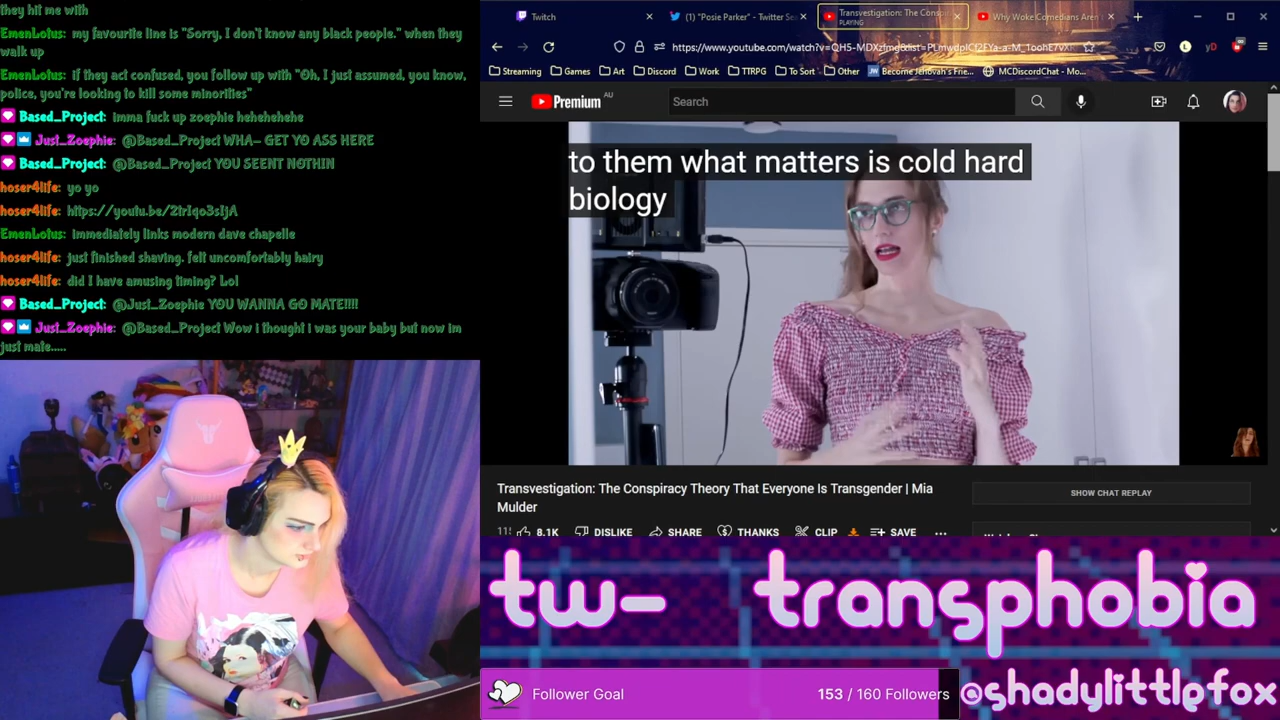 they hit me with
EmenLotus: my favourite line is "Sorry, I don't know any black people." when they
walk up
EmenLotus: if they act confused, you follow up with "Oh, I just assumed, you know,
police, you're looking to kill some minorities"
Based_Project: imma fuck up zoephie hehehehehe
Just_Zoephie: @Based_Project WHA- GET YO ASS HERE
Based_Project: @Just_Zoephie YOU SEENT NOTHIN
hoser4life: yo yo
hoser4life: https://youtu.be/2trIqo3sIjA
EmenLotus: immediately links modern dave chapelle
hoser4life: just finished shaving. felt uncomfortably hairy
hoser4life: did I have amusing timing? Lol
Based_Project: @Just_Zoephie YOU WANNA GO MATE!!!!
Just_Zoephie: @Based_Project Wow i thought i was your baby but now im
just mate.....
Twitch
(1) "Posie Parker" - Twitter Se
Transvestigation: The Consp
PLAYING
Why Woke Comedians Aren
https://www.youtube.com/watch?v=QH5-MDXzfmg&list=PLmwdpICf2FYa-a-M_1oohE7vXF
Streaming
Games
Art
Discord
Work
TTRPG
To Sort
Other
Become Jehovah's Frie...
MCDiscordChat - Mo...
Premium AU
Search
to them what matters is cold hard
biology
Transvestigation: The Conspiracy Theory That Everyone Is Transgender | Mia
Mulder
SHOW CHAT REPLAY
8.1K
DISLIKE
SHARE
THANKS
CLIP
SAVE
tw- transphobia
Follower Goal
153 / 160 Followers
@shadylittlefox